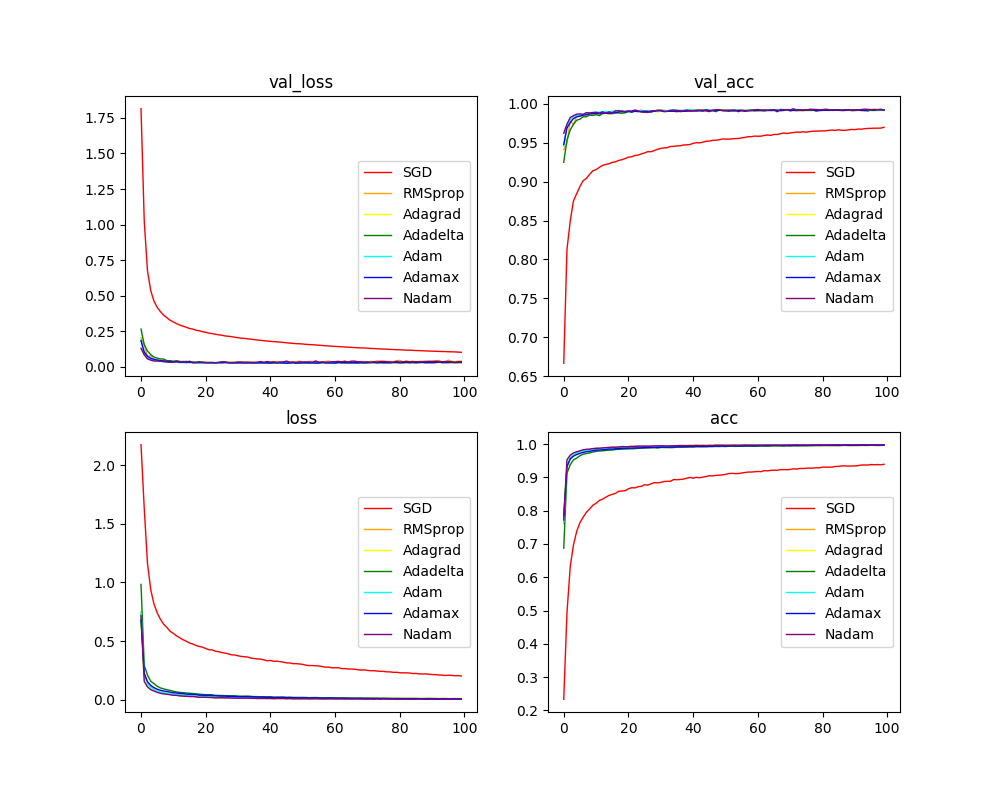 val_loss
1.75
1.50
1.25
1.00
0.75
0.50
0.25
0.00
0 20 40 60 80 100
SGD
RMSprop
Adagrad
Adadelta
Adam
Adamax
Nadam
val_acc
1.00
0.95
0.90
0.85
0.80
0.75
0.70
0.65
0 20 40 60 80 100
SGD
RMSprop
Adagrad
Adadelta
Adam
Adamax
Nadam
loss
2.0
1.5
1.0
0.5
0.0
0 20 40 60 80 100
SGD
RMSprop
Adagrad
Adadelta
Adam
Adamax
Nadam
acc
1.0
0.9
0.8
0.7
0.6
0.5
0.4
0.3
0.2
0 20 40 60 80 100
SGD
RMSprop
Adagrad
Adadelta
Adam
Adamax
Nadam